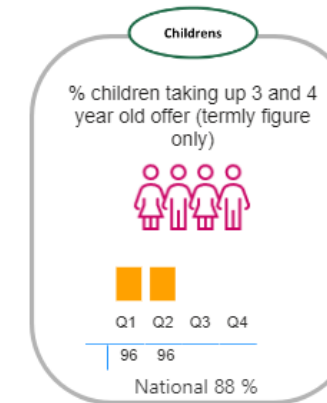 Childrens
% children taking up 3 and 4
year old offer (termly figure
only)
Q1 Q2 Q3 Q4
96 96
National 88 %